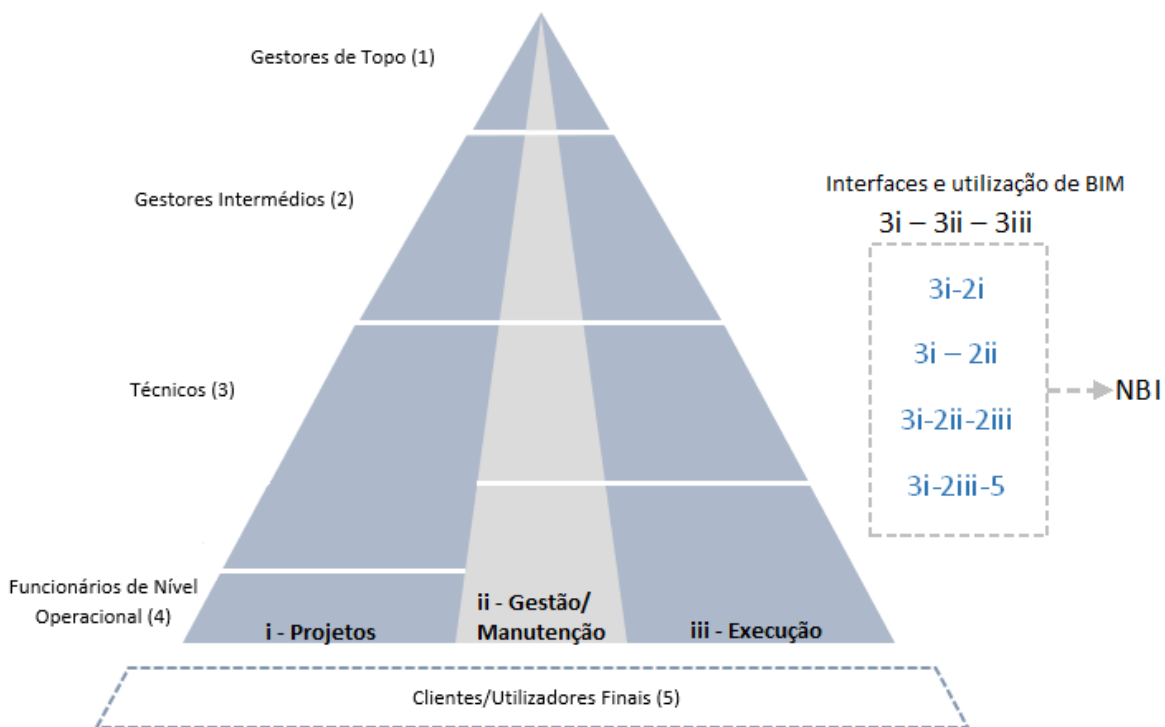 Gestores de Topo (1)
Gestores Intermédios (2)
Técnicos (3)
Funcionários de Nível
Operacional (4)
i - Projetos
ii - Gestão/
Manutenção
iii - Execução
Clientes/Utilizadores Finais (5)
Interfaces e utilização de BIM
3i – 3ii – 3iii
3i-2i
3i – 2ii
3i-2ii-2iii
3i-2iii-5
NBI